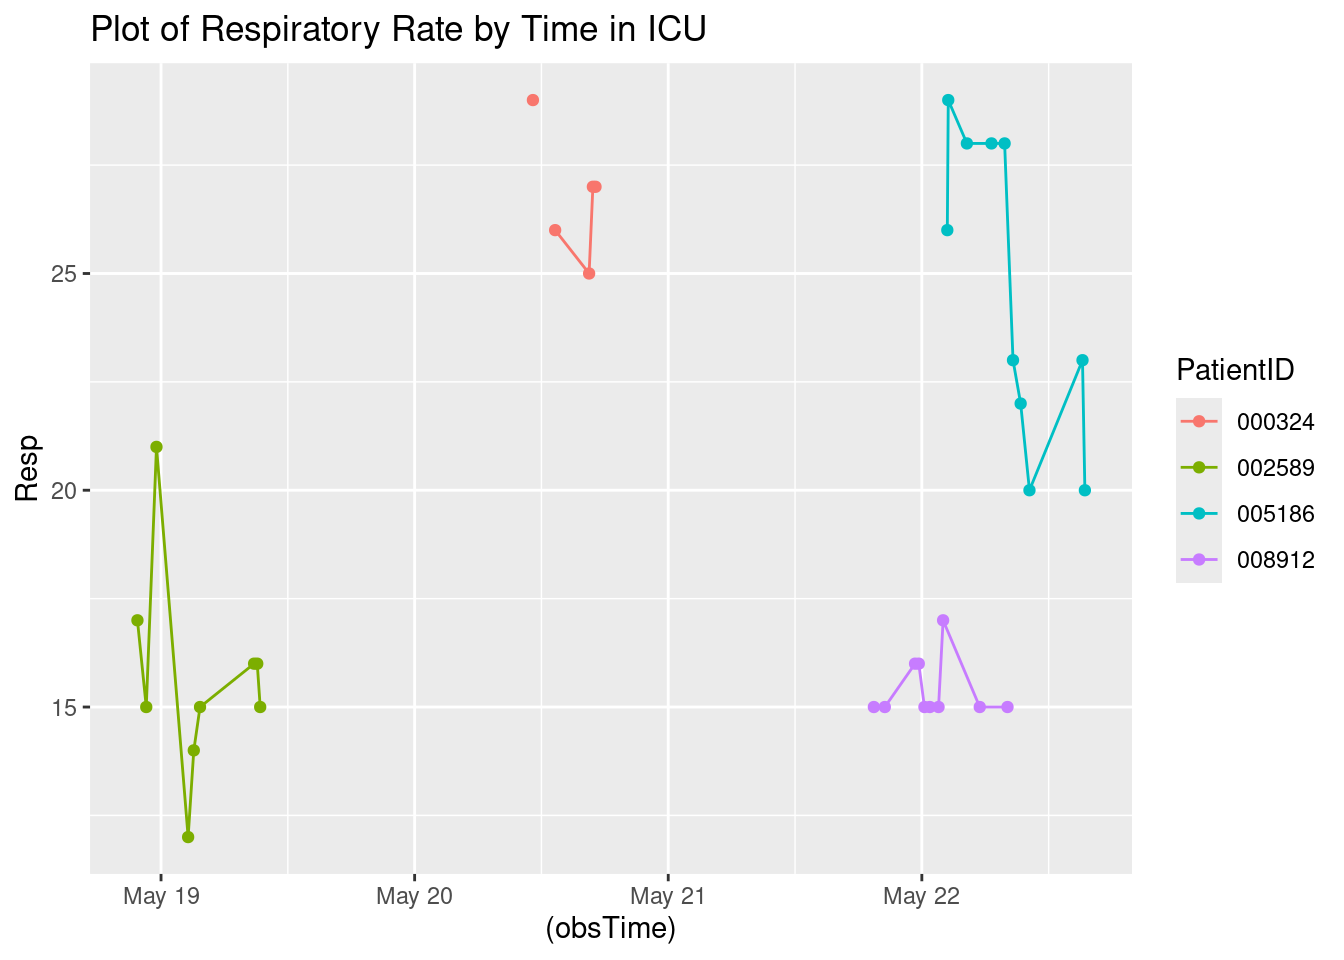 Plot of Respiratory Rate by Time in ICU
Resp
25
20
15
May 19
May 20
May 21
May 22
(obsTime)
PatientID
000324
002589
005186
008912